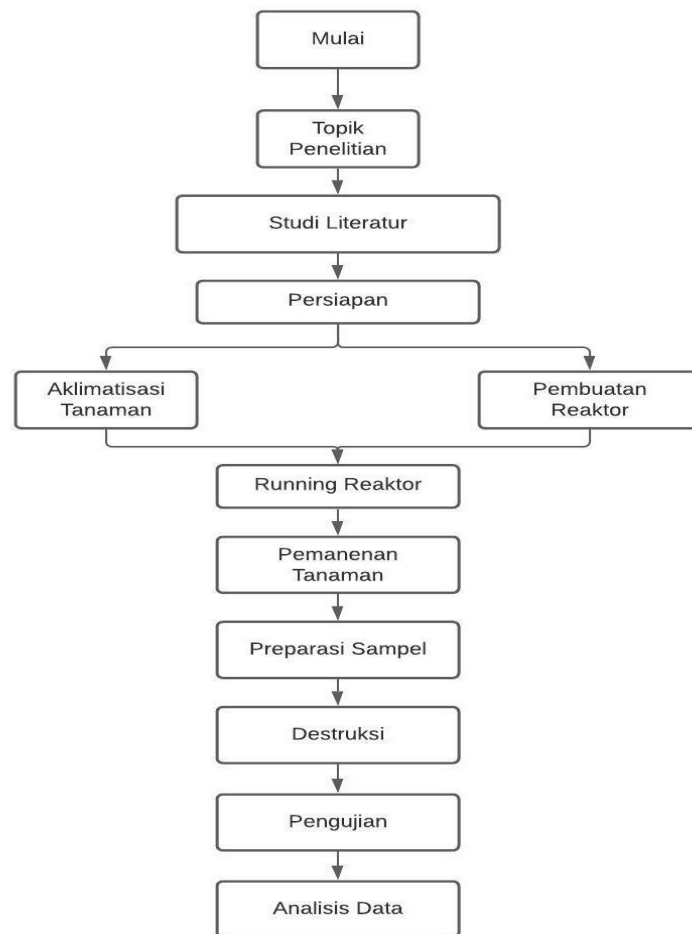 Mulai
Topik
Penelitian
Studi Literatur
Persiapan
Aklimatisasi
Tanaman
Pembuatan
Reaktor
Running Reaktor
Pemanenan
Tanaman
Preparasi Sampel
Destruksi
Pengujian
Analisis Data